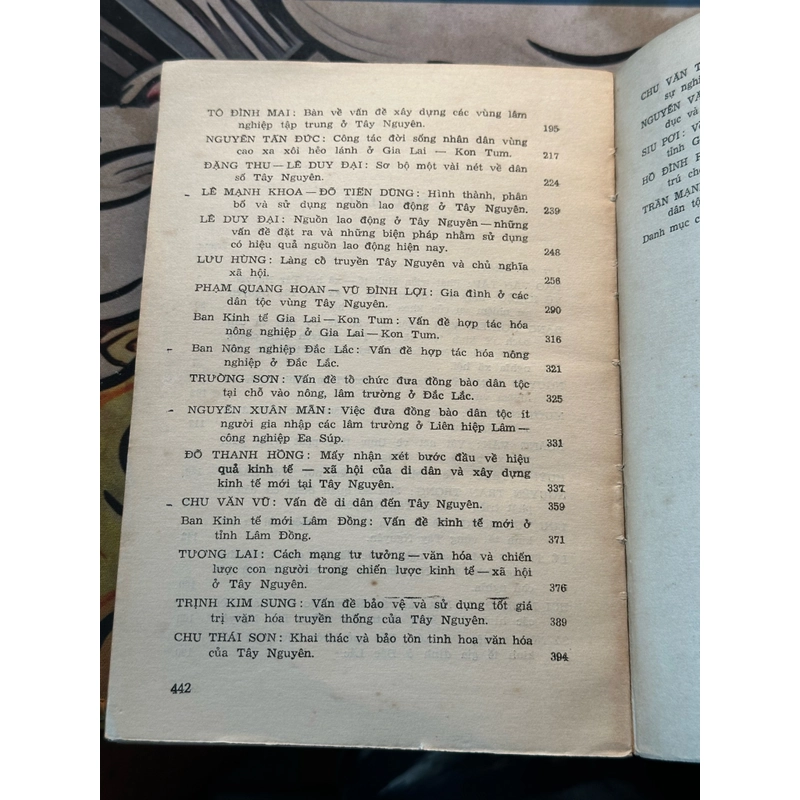 TÔ ĐÌNH MAI: Bàn về vấn đề xây dựng các vùng lâm
nghiệp tập trung ở Tây Nguyên. 195
NGUYỄN TẤN ĐỨC: Công tác đời sống nhân dân vùng
cao xa xôi hẻo lánh ở Gia Lai — Kon Tum. 217
ĐẶNG THU—LÊ DUY ĐẠI: Sơ bộ một vài nét về dân
số Tây Nguyên. 224
LÊ MẠNH KHOA—ĐỖ TIẾN DŨNG: Hình thành, phân
bố và sử dụng nguồn lao động ở Tây Nguyên. 239
LÊ DUY ĐẠI: Nguồn lao động ở Tây Nguyên—những
vấn đề đặt ra và những biện pháp nhằm sử dụng
có hiệu quả nguồn lao động hiện nay. 248
LƯU HÙNG: Làng cổ truyền Tây Nguyên và chủ nghĩa
xã hội. 256
PHẠM QUANG HOAN—VŨ ĐÌNH LỢI: Gia đình ở các
dân tộc vùng Tây Nguyên. 290
Ban Kinh tế Gia Lai—Kon Tum: Vấn đề hợp tác hóa
nông nghiệp ở Gia Lai—Kon Tum. 316
Ban Nông nghiệp Đắc Lắc: Vấn đề hợp tác hóa nông
nghiệp ở Đắc Lắc. 321
TRƯỜNG SƠN: Vấn đề tổ chức đưa đồng bào dân tộc
tại chỗ vào nông, lâm trường ở Đắc Lắc. 325
NGUYỄN XUÂN MÃN: Việc đưa đồng bào dân tộc ít
người gia nhập các lâm trường ở Liên hiệp Lâm—
công nghiệp Ea Súp. 331
ĐỖ THANH HỒNG: Mấy nhận xét bước đầu về hiệu
quả kinh tế — xã hội của di dân và xây dựng
kinh tế mới tại Tây Nguyên. 337
CHU VĂN VŨ: Vấn đề di dân đến Tây Nguyên. 359
Ban Kinh tế mới Lâm Đồng: Vấn đề kinh tế mới ở
tỉnh Lâm Đồng. 371
TƯƠNG LAI: Cách mạng tư tưởng—văn hóa và chiến
lược con người trong chiến lược kinh tế—xã hội
ở Tây Nguyên. 376
TRỊNH KIM SUNG: Vấn đề bảo vệ và sử dụng tốt giá
trị văn hóa truyền thống của Tây Nguyên. 389
CHU THÁI SƠN: Khai thác và bảo tồn tinh hoa văn hóa
của Tây Nguyên. 394
442
CHU VĂN T
sự nghi
NGUYỄN VĂ
dục và
SIU PƠI: V
tỉnh G
HỒ ĐÌNH
trú ch
TRẦN MẠN
dân tộ
Danh mục c